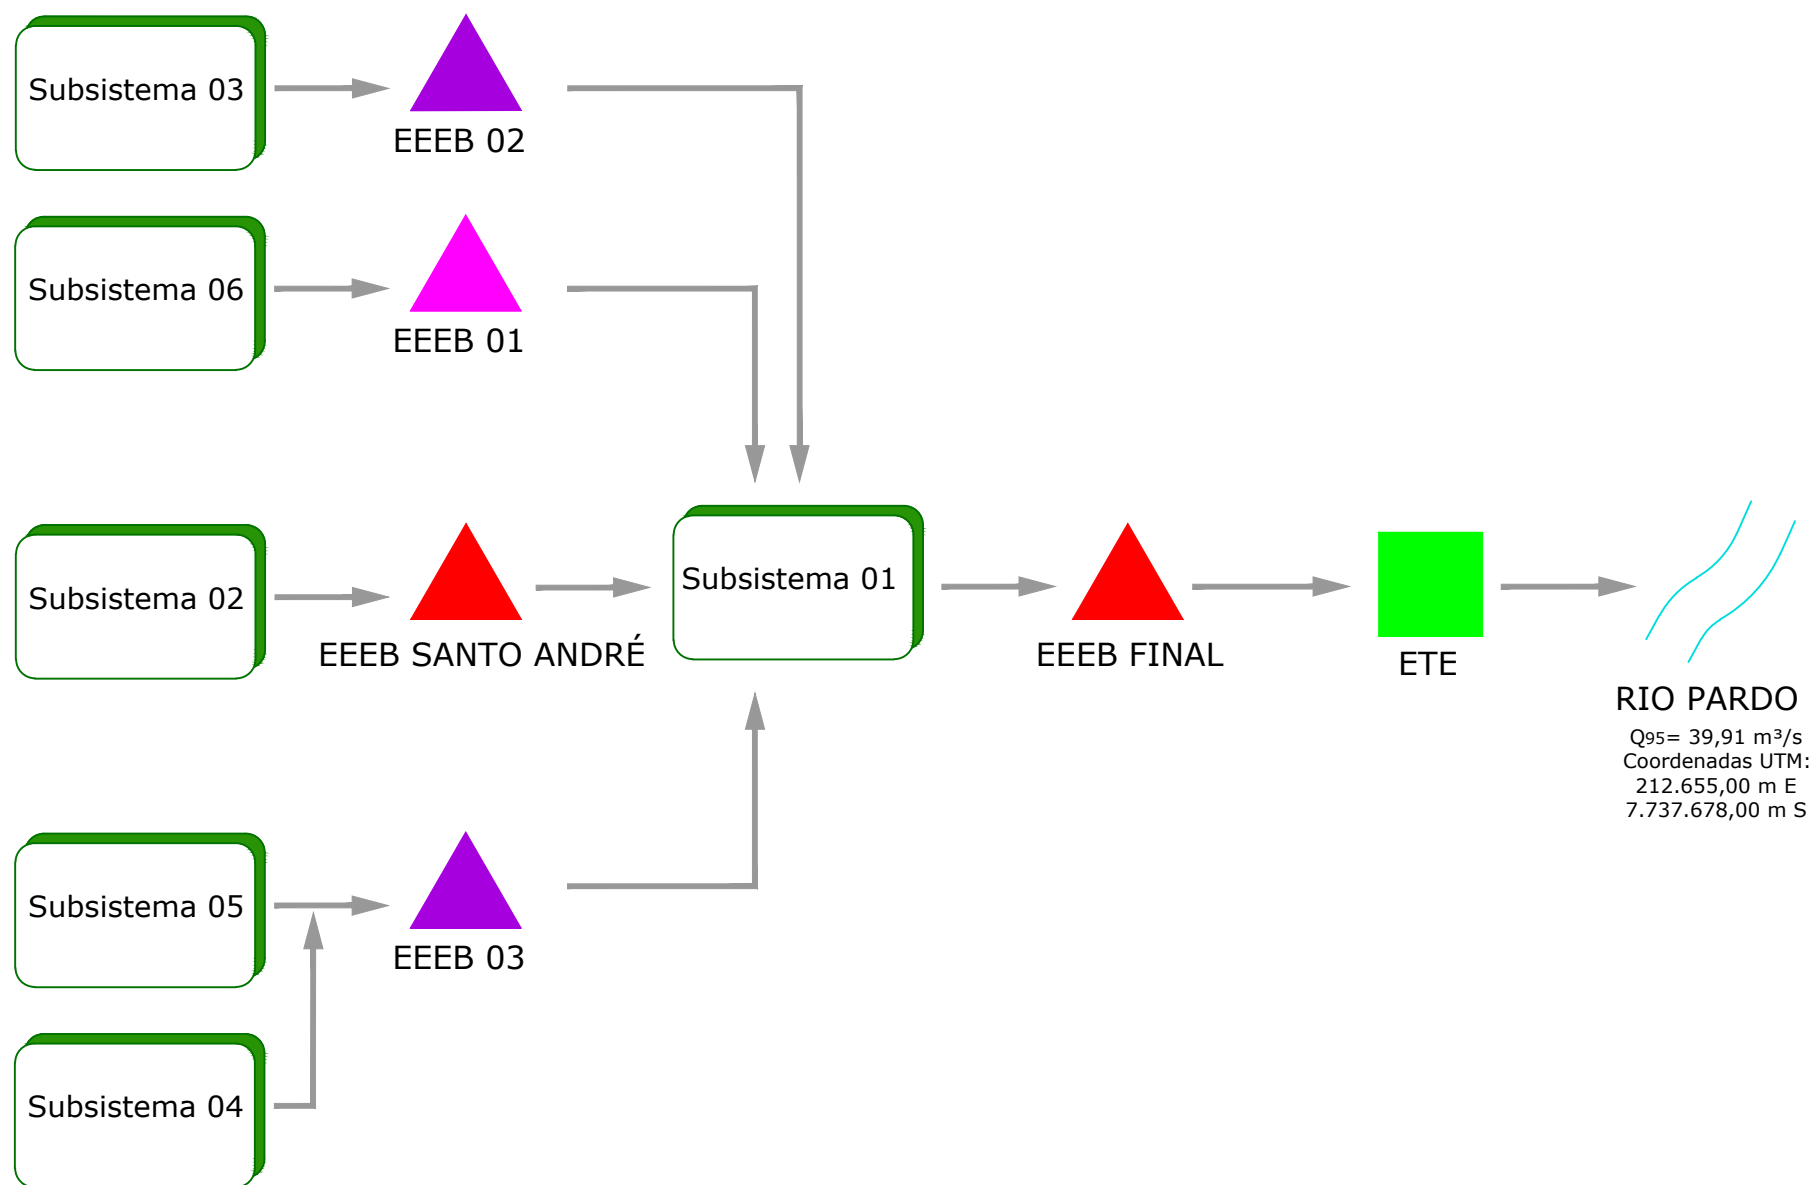 Subsistema 03
EEEB 02
Subsistema 06
EEEB 01
Subsistema 02
EEEB SANTO ANDRÉ
Subsistema 01
EEEB FINAL
ETE
RIO PARDO
Q95= 39,91 m³/s
Coordenadas UTM:
212.655,00 m E
7.737.678,00 m S
Subsistema 05
EEEB 03
Subsistema 04